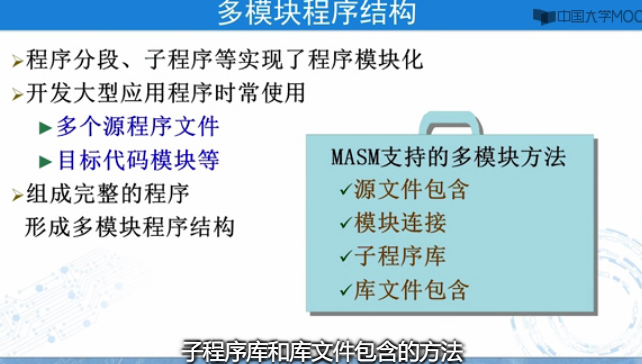 多模块程序结构
中国大学MOO
程序分段、子程序等实现了程序模块化
开发大型应用程序时常使用
多个源程序文件
目标代码模块等
组成完整的程序
形成多模块程序结构
MASM支持的多模块方法
源文件包含
模块连接
子程序库
库文件包含
子程序库和库文件包含的方法